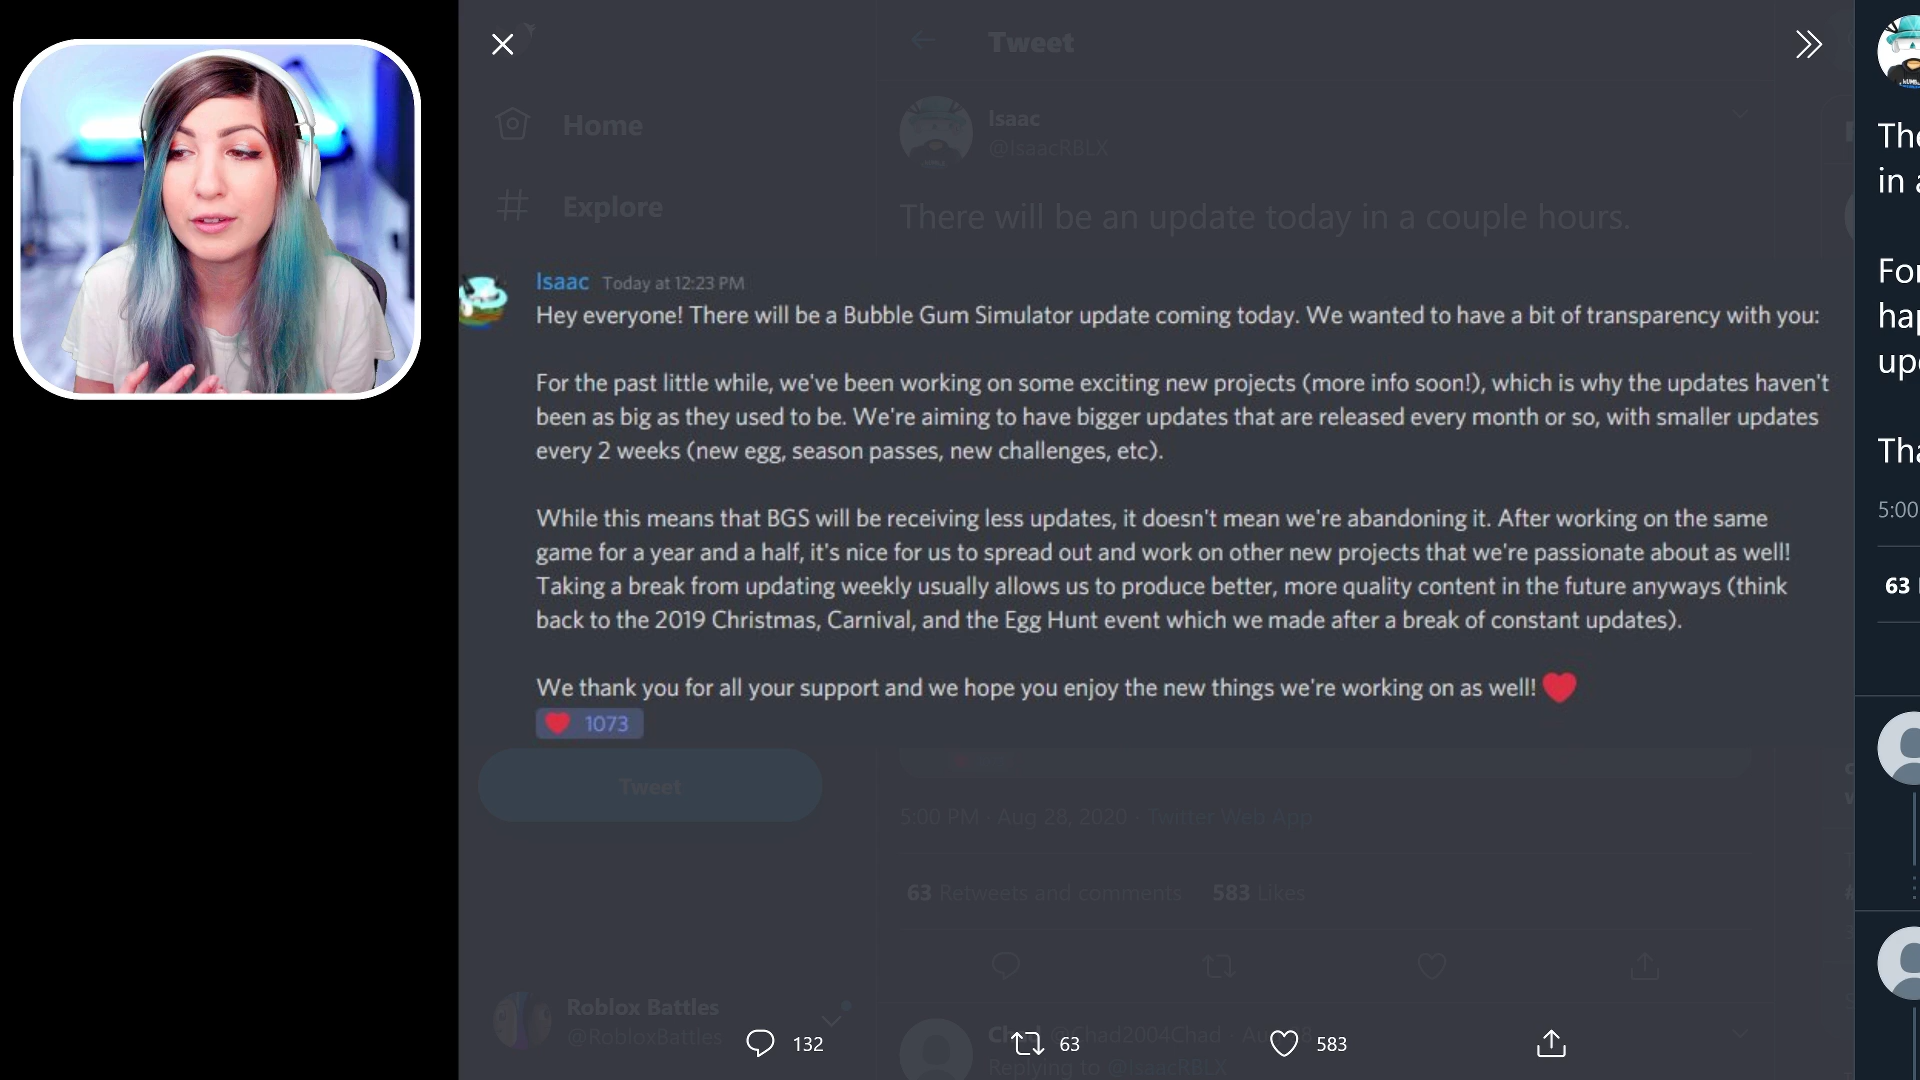 Tweet
Home
Isaac
@IsaacRBLX
Explore
There will be an update today in a couple hours.
Isaac Today at 12:23 PM
Hey everyone! There will be a Bubble Gum Simulator update coming today. We wanted to have a bit of transparency with you:
For the past little while, we've been working on some exciting new projects (more info soon!), which is why the updates haven't
been as big as they used to be. We're aiming to have bigger updates that are released every month or so, with smaller updates
every 2 weeks (new egg, season passes, new challenges, etc).
While this means that BGS will be receiving less updates, it doesn't mean we're abandoning it. After working on the same
game for a year and a half, it's nice for us to spread out and work on other new projects that we're passionate about as well!
Taking a break from updating weekly usually allows us to produce better, more quality content in the future anyways (think
back to the 2019 Christmas, Carnival, and the Egg Hunt event which we made after a break of constant updates).
We thank you for all your support and we hope you enjoy the new things we're working on as well! ❤️
❤️ 1073
Tweet
5:00 PM · Aug 28, 2020 · Twitter Web App
63 Retweets and comments 583 Likes
Roblox Battles
@RobloxBattles
@Chad2004Chad
Replying to @IsaacRBLX
132 63 583
in
5:00
63